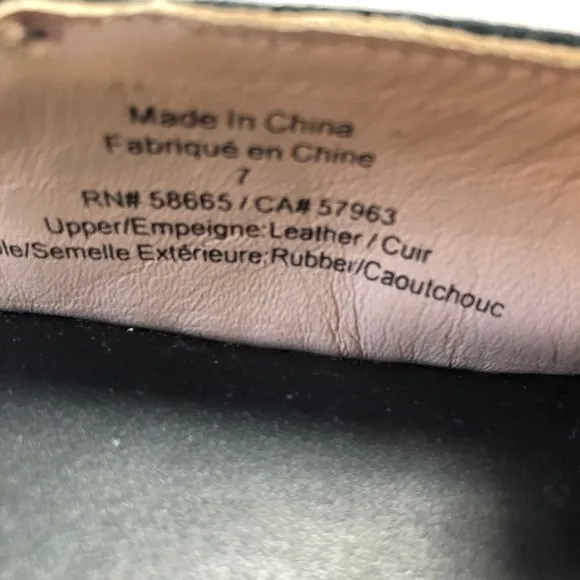 Made In China
Fabriqué en Chine
7
RN# 58665 / CA# 57963
Upper/Empeigne:Leather / Cuir
le/Semelle Extérieure:Rubber/Caoutchouc